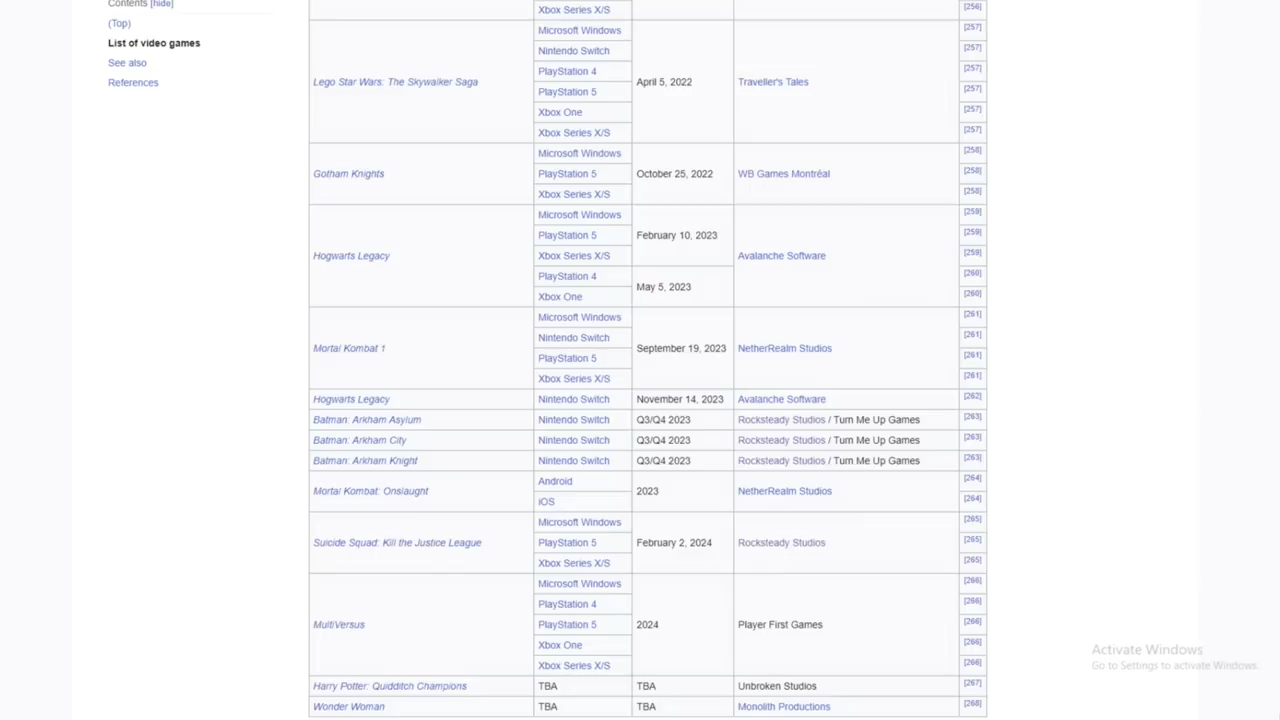 Contents [hide]
(Top)
List of video games
See also
References
Xbox Series X/S [256]
Lego Star Wars: The Skywalker Saga
Microsoft Windows
Nintendo Switch
PlayStation 4
PlayStation 5
Xbox One
Xbox Series X/S
April 5, 2022
Traveller's Tales
[257]
[257]
[257]
[257]
[257]
[257]
Gotham Knights
Microsoft Windows
PlayStation 5
Xbox Series X/S
October 25, 2022
WB Games Montréal
[258]
[258]
[258]
Hogwarts Legacy
Microsoft Windows
PlayStation 5
Xbox Series X/S
PlayStation 4
Xbox One
February 10, 2023
May 5, 2023
Avalanche Software
[259]
[259]
[259]
[260]
[260]
Mortal Kombat 1
Microsoft Windows
Nintendo Switch
PlayStation 5
Xbox Series X/S
September 19, 2023
NetherRealm Studios
[261]
[261]
[261]
[261]
Hogwarts Legacy Nintendo Switch November 14, 2023 Avalanche Software [262]
Batman: Arkham Asylum Nintendo Switch Q3/Q4 2023 Rocksteady Studios / Turn Me Up Games [263]
Batman: Arkham City Nintendo Switch Q3/Q4 2023 Rocksteady Studios / Turn Me Up Games [263]
Batman: Arkham Knight Nintendo Switch Q3/Q4 2023 Rocksteady Studios / Turn Me Up Games [263]
Mortal Kombat: Onslaught
Android
iOS
2023
NetherRealm Studios
[264]
[264]
Suicide Squad: Kill the Justice League
Microsoft Windows
PlayStation 5
Xbox Series X/S
February 2, 2024
Rocksteady Studios
[265]
[265]
[265]
MultiVersus
Microsoft Windows
PlayStation 4
PlayStation 5
Xbox One
Xbox Series X/S
2024
Player First Games
[266]
[266]
[266]
[266]
[266]
Harry Potter: Quidditch Champions TBA TBA Unbroken Studios [267]
Wonder Woman TBA TBA Monolith Productions [268]
Activate Windows
Go to Settings to activate Windows.